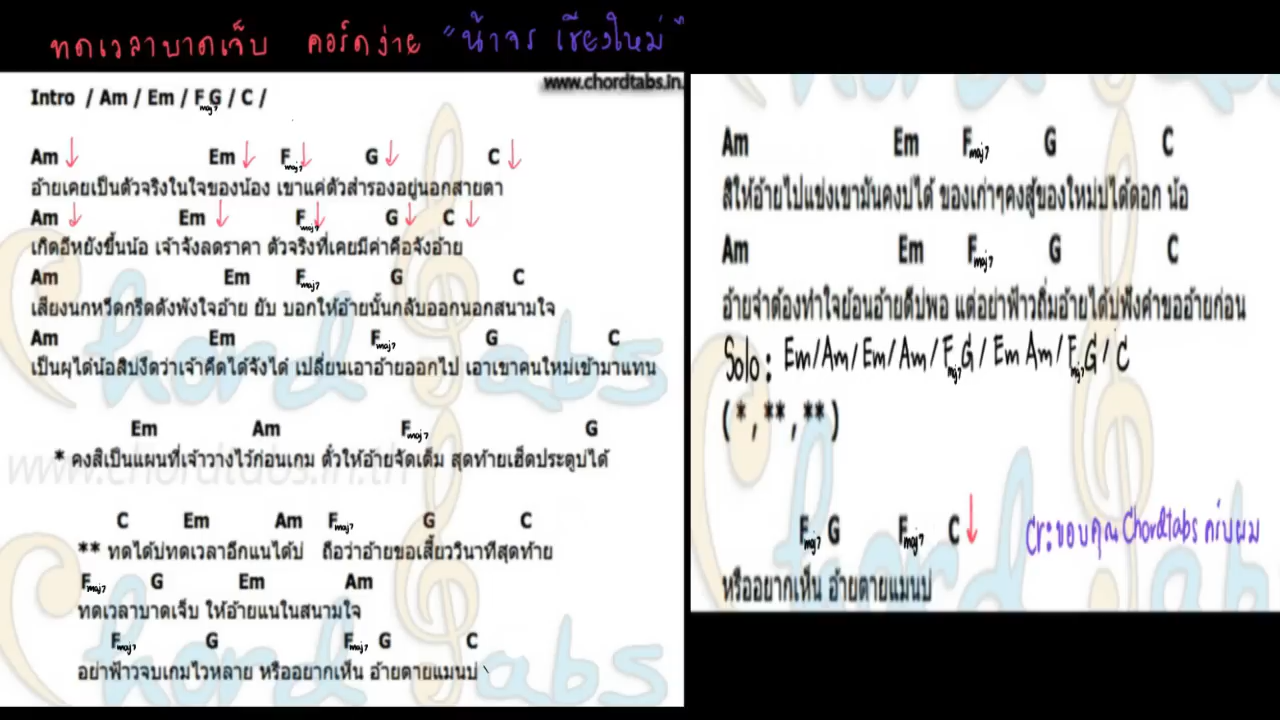 ทดเวลาบาดเจ็บ คอร์ดง่าย "น้าจร เชียงใหม่"
www.chordtabs.in.
Intro / Am / Em / Fmaj7 G / C /
Am Em Fmaj7 G C
อ้ายเคยเป็นตัวจริงในใจของน้อง เขาแค่ตัวสำรองอยู่นอกสายตา
Am Em Fmaj7 G C
เกิดอีหยังขึ้นน้อ เจ้าจังลดราคา ตัวจริงที่เคยมีค่าคือจังอ้าย
Am Em Fmaj7 G C
เสียงนกหวีดกรีดดังพังใจอ้าย ยับ บอกให้อ้ายนั้นกลับออกนอกสนามใจ
Am Em Fmaj7 G C
เป็นผุได๋น้อสิบ่งึดว่าเจ้าคึดได้จังได๋ เปลี่ยนเอาอ้ายออกไป เอาเขาคนใหม่เข้ามาแทน
Em Am Fmaj7 G
* คงสิเป็นแผนที่เจ้าวางไว้ก่อนเกม ตั๋วให้อ้ายจัดเต็ม สุดท้ายเฮ็ดประตูบ่ได้
www.chordtabs.in.th
C Em Am Fmaj7 G C
** ทดได้บ่ทดเวลาอีกแนได้บ่ ถือว่าอ้ายขอเสี้ยววินาทีสุดท้าย
Fmaj7 G Em Am
ทดเวลาบาดเจ็บ ให้อ้ายแนในสนามใจ
Fmaj7 G Fmaj7 G C
อย่าฟ้าวจบเกมไวหลาย หรืออยากเห็น อ้ายตายแมนบ่
Am Em Fmaj7 G C
สิให้อ้ายไปแข่งเขามันคงบ่ได้ ของเก่าๆคงสู้ของใหม่บ่ได้ดอก น้อ
Am Em Fmaj7 G C
อ้ายจำต้องทำใจย้อนอ้ายดีบ่พอ แต่อย่าฟ้าวถิ่มอ้ายได้บ่ฟังคำขออ้ายก่อน
Solo : Em/Am/Em/Am/Fmaj7 G/Em Am/Fmaj7 G/C
( * , ** , ** )
Fmaj7 G Fmaj7 C
หรืออยากเห็น อ้ายตายแมนบ่
Cr:ขอบคุณ Chordtabs ครับผม